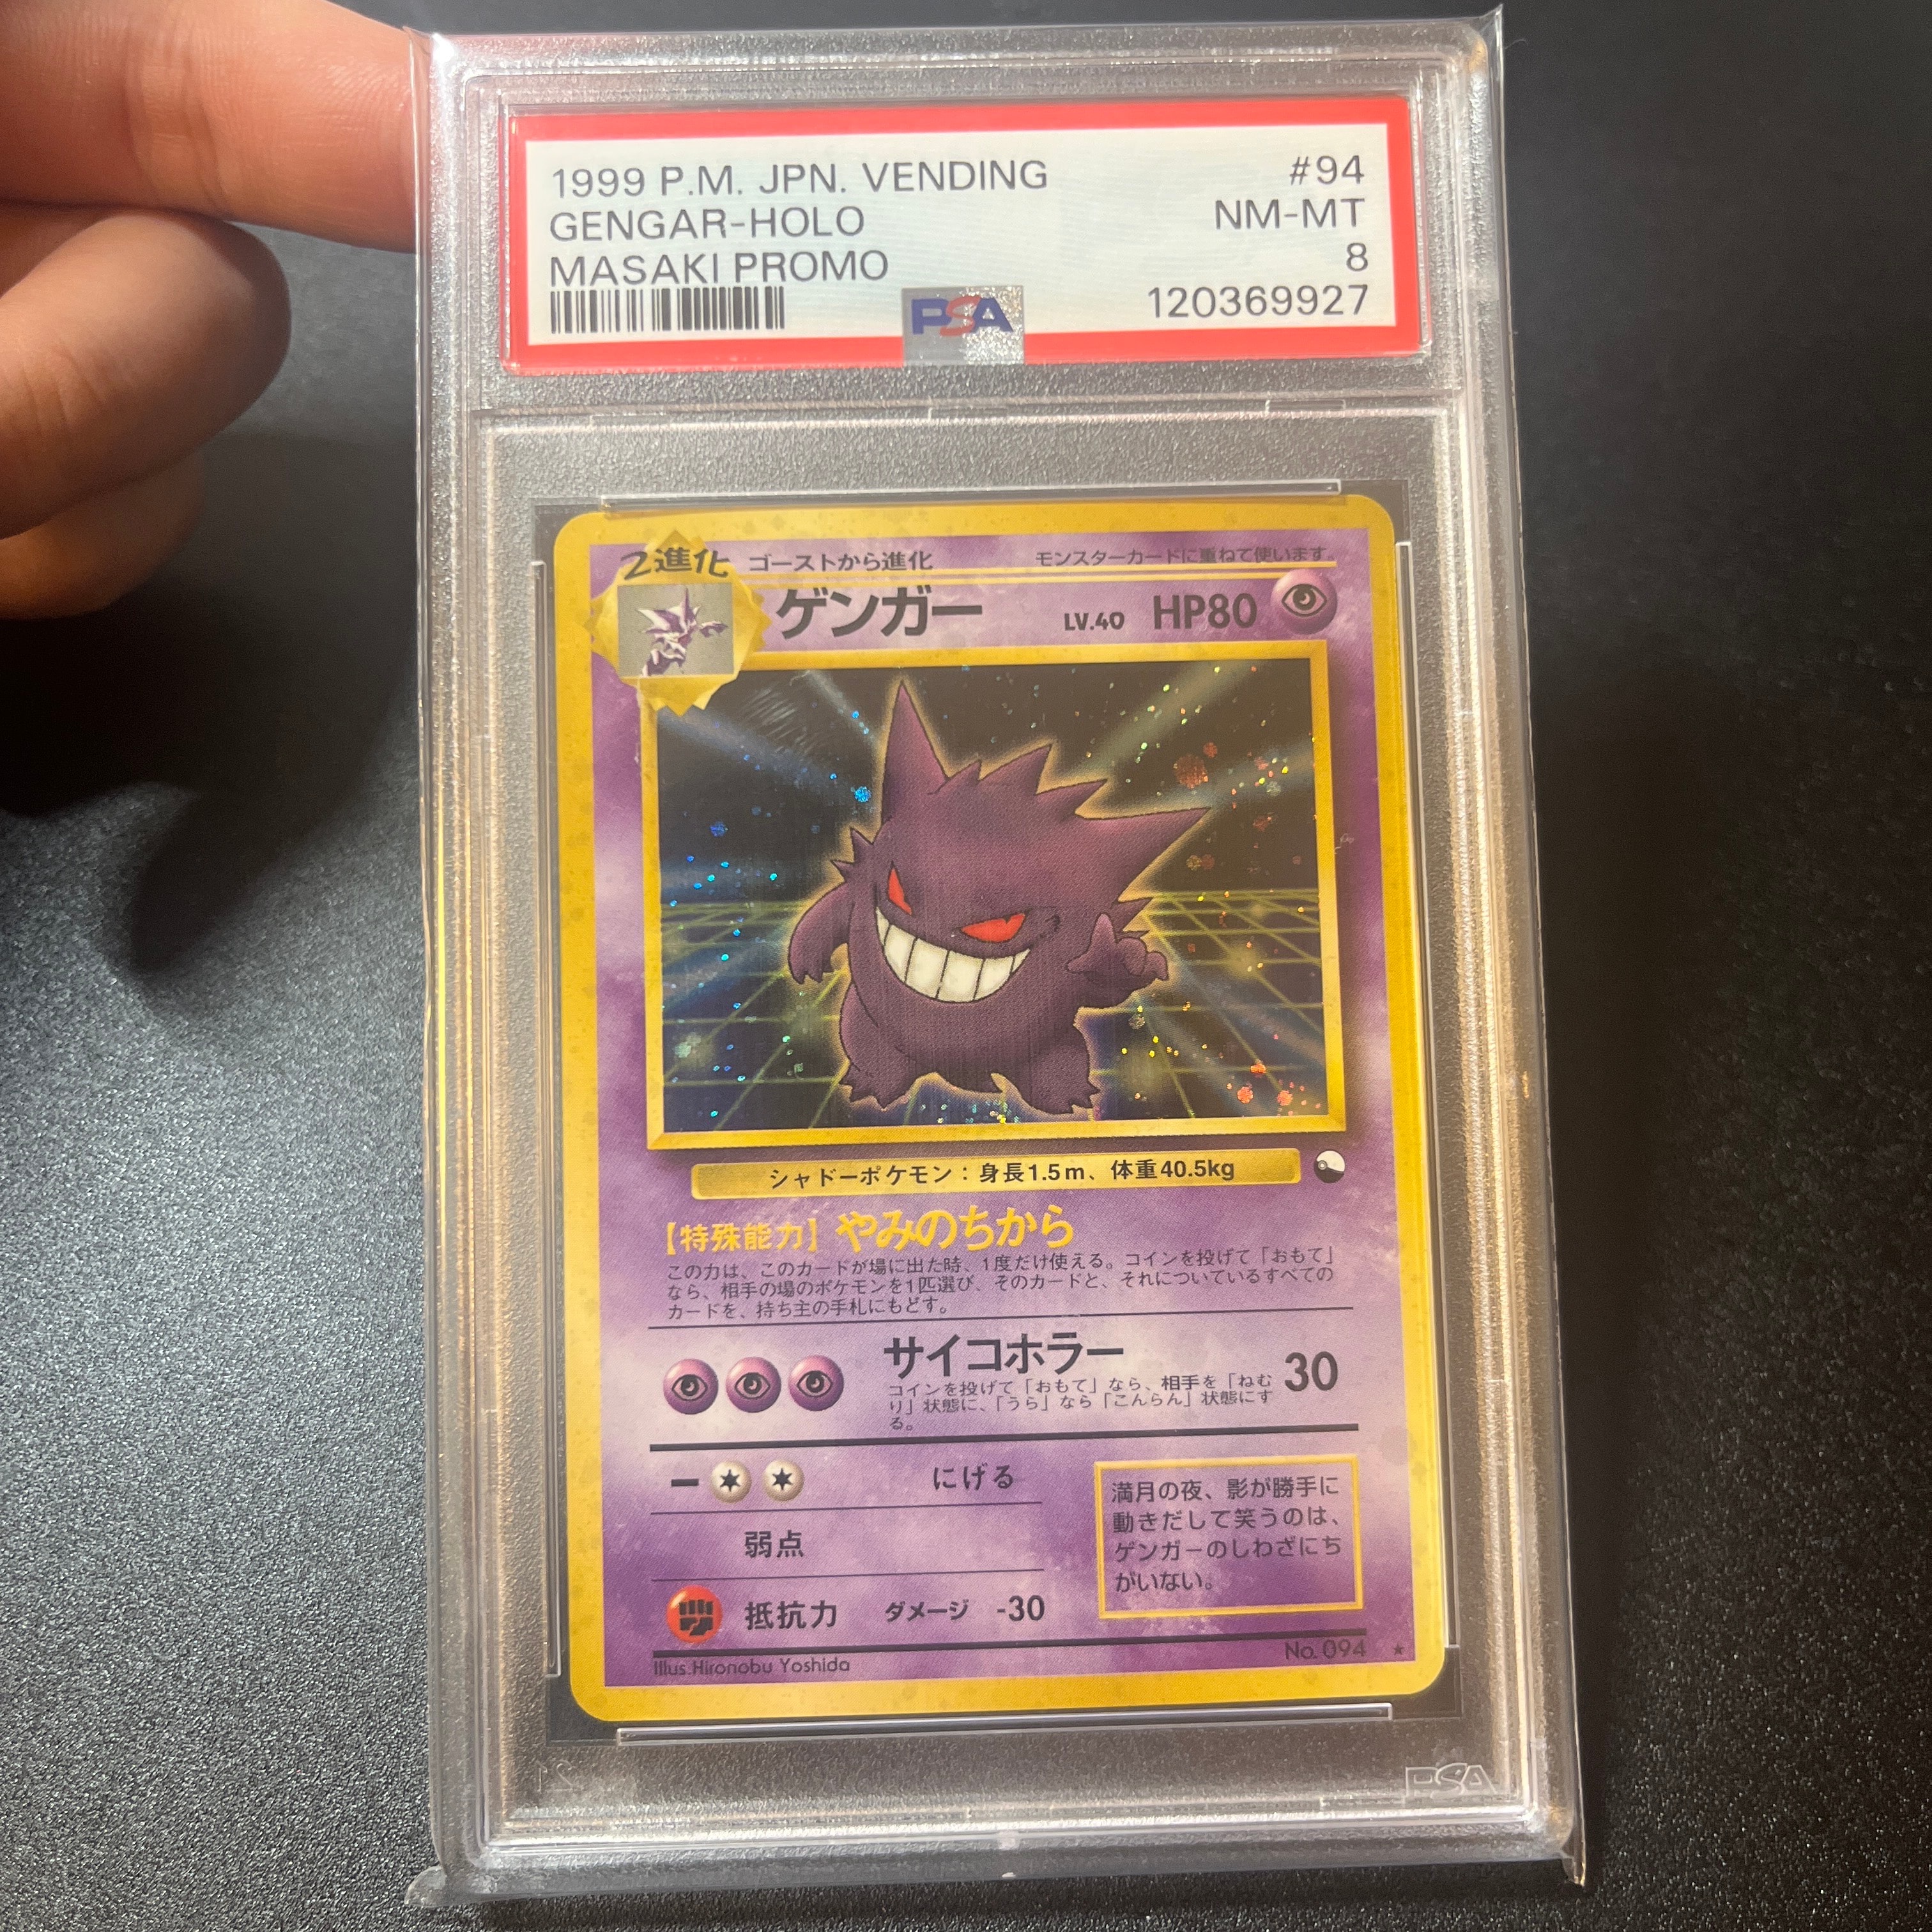 1999 P.M. JPN. VENDING #94
GENGAR-HOLO NM-MT
MASAKI PROMO 8
PSA 120369927
2進化 ゴーストから進化 モンスターカードに重ねて使います。
ゲンガー LV.40 HP80
シャドーポケモン：身長1.5m、体重40.5kg
【特殊能力】やみのちから
この力は、このカードが場に出た時、1度だけ使える。コインを投げて「おもて」
なら、相手の場のポケモンを1匹選び、そのカードと、それについているすべての
カードを、持ち主の手札にもどす。
サイコホラー 30
コインを投げて「おもて」なら、相手を「ねむ
り」状態に、「うら」なら「こんらん」状態にす
る。
にげる
弱点
抵抗力 ダメージ -30
満月の夜、影が勝手に
動きだして笑うのは、
ゲンガーのしわざにち
がいない。
Illus.Hironobu Yoshida No.094 ★
PSA